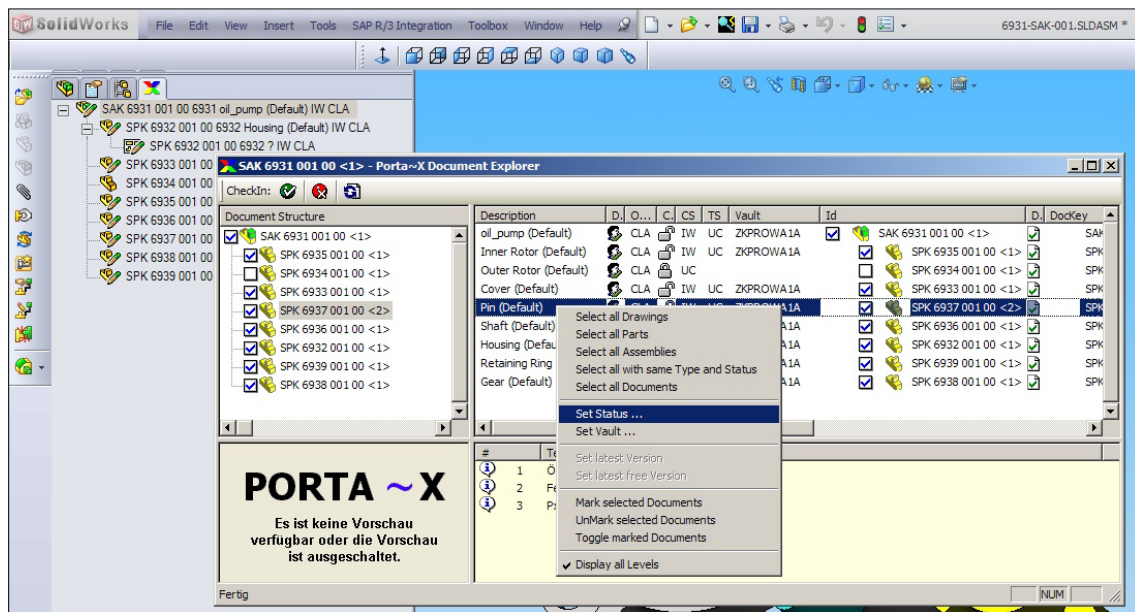 SolidWorks File Edit View Insert Tools SAP R/3 Integration Toolbox Window Help 6931-SAK-001.SLDASM *
SAK 6931 001 00 6931 oil_pump (Default) IW CLA
SPK 6932 001 00 6932 Housing (Default) IW CLA
SPK 6932 001 00 6932 ? IW CLA
SPK 6933 001 00
SPK 6934 001 00
SPK 6935 001 00
SPK 6936 001 00
SPK 6937 001 00
SPK 6938 001 00
SPK 6939 001 00
SAK 6931 001 00 <1> - Porta~X Document Explorer
CheckIn:
Document Structure
SAK 6931 001 00 <1>
SPK 6935 001 00 <1>
SPK 6934 001 00 <1>
SPK 6933 001 00 <1>
SPK 6937 001 00 <2>
SPK 6936 001 00 <1>
SPK 6932 001 00 <1>
SPK 6939 001 00 <1>
SPK 6938 001 00 <1>
Description D. O... C. CS TS Vault Id D. DocKey
oil_pump (Default) CLA IW UC ZKPROWA1A SAK 6931 001 00 <1> SAK
Inner Rotor (Default) CLA IW UC ZKPROWA1A SPK 6935 001 00 <1> SPK
Outer Rotor (Default) CLA UC SPK 6934 001 00 <1> SPK
Cover (Default) CLA IW UC ZKPROWA1A SPK 6933 001 00 <1> SPK
Pin (Default) CLA IW UC ZKPROWA1A SPK 6937 001 00 <2> SPK
Shaft (Default) A1A SPK 6936 001 00 <1> SPK
Housing (Defau A1A SPK 6932 001 00 <1> SPK
Retaining Ring A1A SPK 6939 001 00 <1> SPK
Gear (Default) A1A SPK 6938 001 00 <1> SPK
Select all Drawings
Select all Parts
Select all Assemblies
Select all with same Type and Status
Select all Documents
Set Status ...
Set Vault ...
Set latest Version
Set latest free Version
Mark selected Documents
UnMark selected Documents
Toggle marked Documents
Display all Levels
# Te
1 Ö
2 Fe
3 Px
PORTA ~ X
Es ist keine Vorschau
verfügbar oder die Vorschau
ist ausgeschaltet.
Fertig NUM